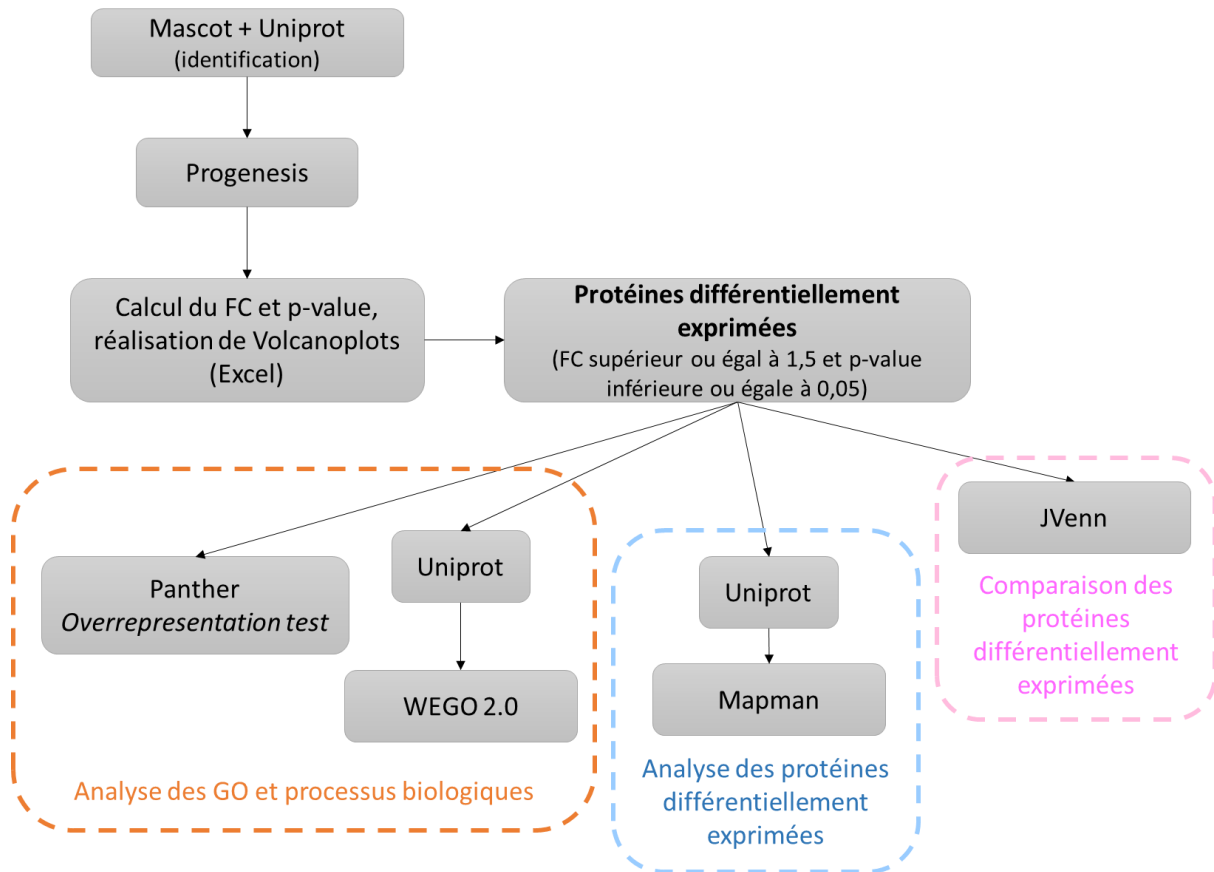 Mascot + Uniprot
(identification)
Progenesis
Calcul du FC et p-value,
réalisation de Volcanoplots
(Excel)
Protéines différentiellement
exprimées
(FC supérieur ou égal à 1,5 et p-value
inférieure ou égale à 0,05)
Panther
Overrepresentation test
Uniprot
WEGO 2.0
Analyse des GO et processus biologiques
Uniprot
Mapman
Analyse des protéines
différentiellement
exprimées
JVenn
Comparaison des
protéines
différentiellement
exprimées